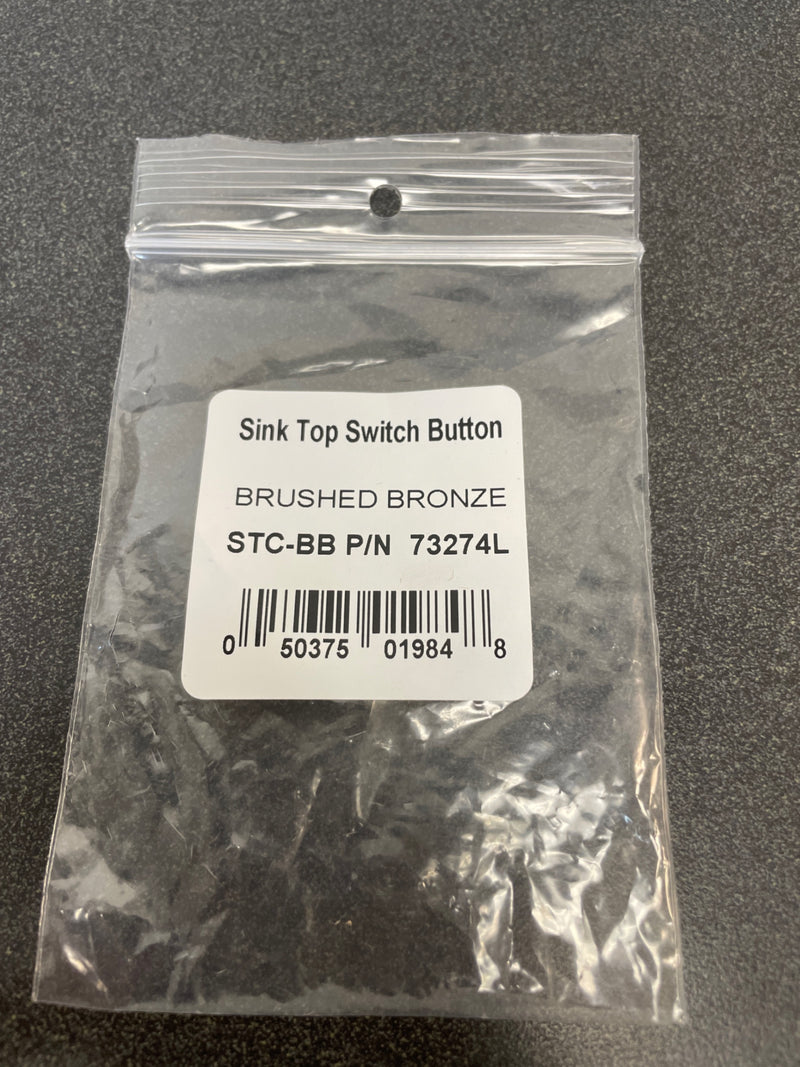 Sink Top Switch Button
BRUSHED BRONZE
STC-BB P/N 73274L
0 50375 01984 8